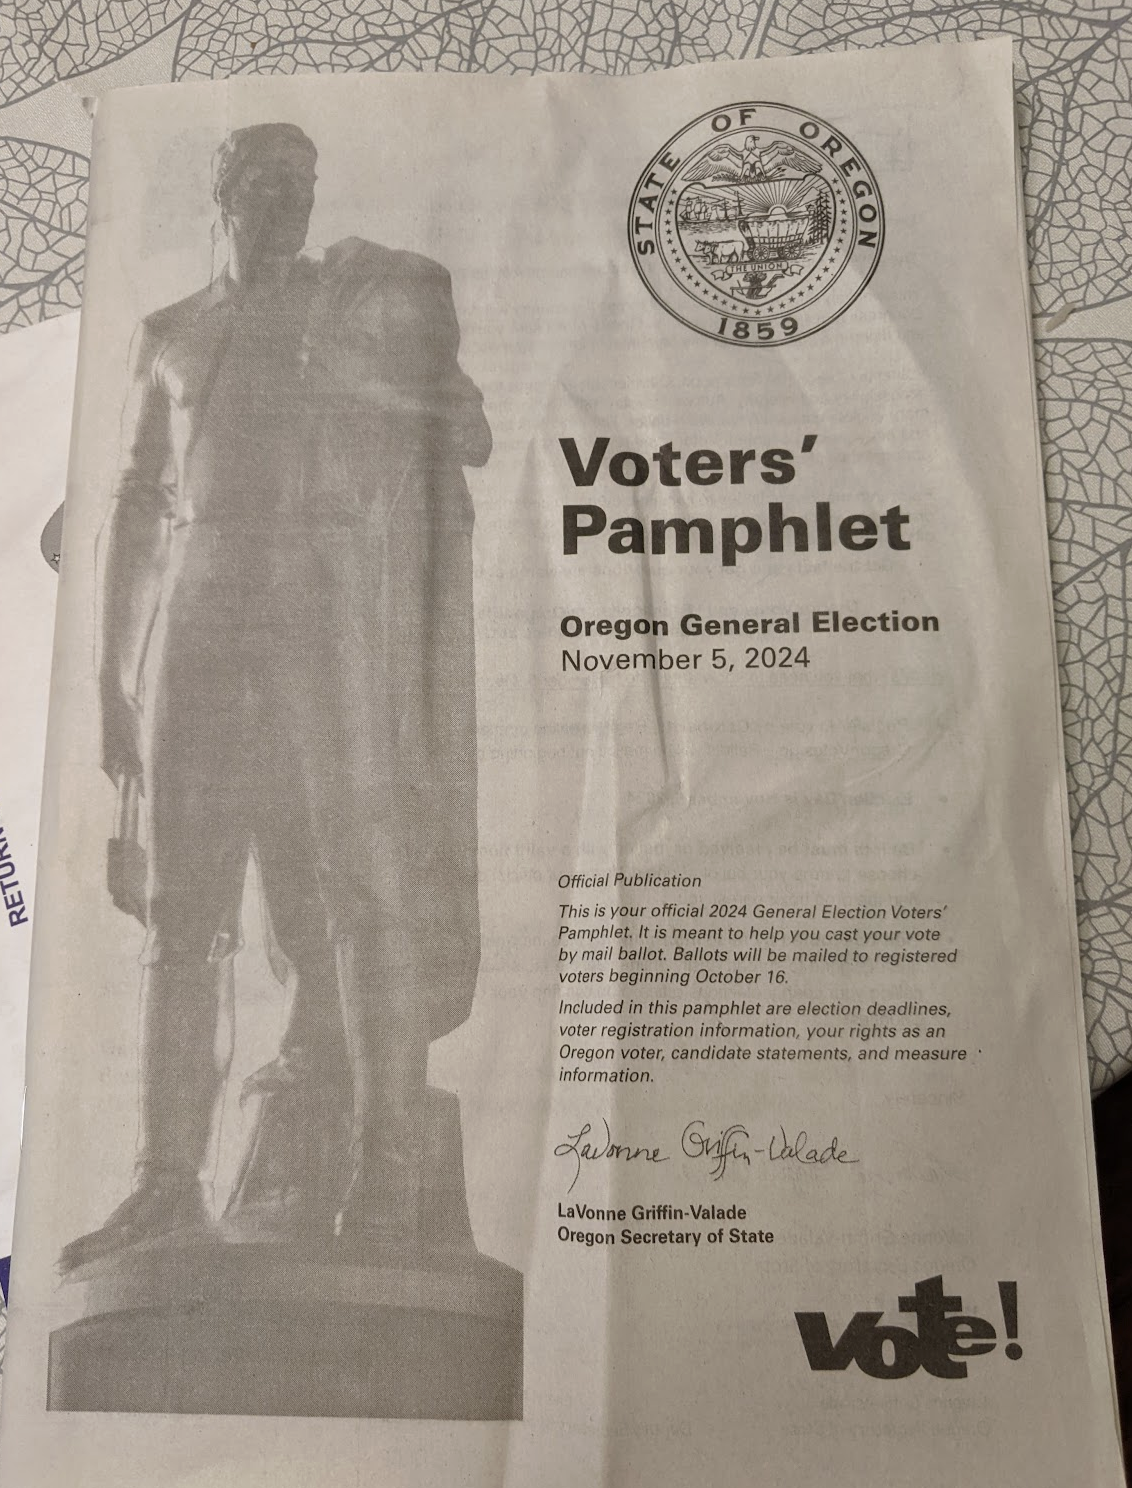 STATE OF OREGON
THE UNION
1859
Voters’
Pamphlet
Oregon General Election
November 5, 2024
Official Publication
This is your official 2024 General Election Voters’
Pamphlet. It is meant to help you cast your vote
by mail ballot. Ballots will be mailed to registered
voters beginning October 16.
Included in this pamphlet are election deadlines,
voter registration information, your rights as an
Oregon voter, candidate statements, and measure
information.
LaVonne Griffin-Valade
LaVonne Griffin-Valade
Oregon Secretary of State
vote!
RETURN